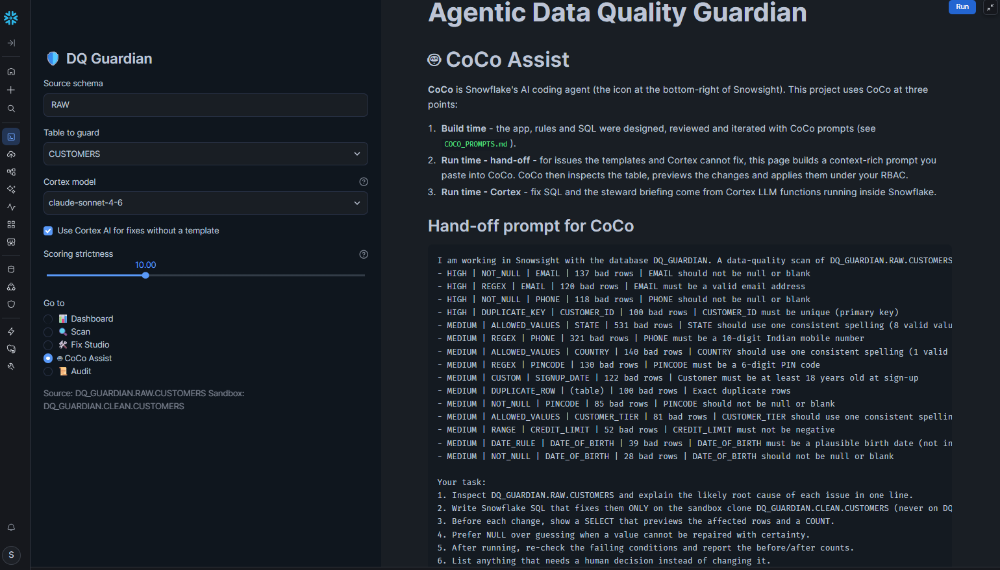 DQ Guardian
Source schema
RAW
Table to guard
CUSTOMERS
Cortex model
claude-sonnet-4-6
Use Cortex AI for fixes without a template
Scoring strictness
10.00
Go to
Dashboard
Scan
Fix Studio
CoCo Assist
Audit
Source: DQ_GUARDIAN.RAW.CUSTOMERS Sandbox:
DQ_GUARDIAN.CLEAN.CUSTOMERS
S
Run
Agentic Data Quality Guardian
CoCo Assist
CoCo is Snowflake's AI coding agent (the icon at the bottom-right of Snowsight). This project uses CoCo at three
points:
1. Build time - the app, rules and SQL were designed, reviewed and iterated with CoCo prompts (see
COCO_PROMPTS.md ).
2. Run time - hand-off - for issues the templates and Cortex cannot fix, this page builds a context-rich prompt you
paste into CoCo. CoCo then inspects the table, previews the changes and applies them under your RBAC.
3. Run time - Cortex - fix SQL and the steward briefing come from Cortex LLM functions running inside Snowflake.
Hand-off prompt for CoCo
I am working in Snowsight with the database DQ_GUARDIAN. A data-quality scan of DQ_GUARDIAN.RAW.CUSTOMERS
- HIGH | NOT_NULL | EMAIL | 137 bad rows | EMAIL should not be null or blank
- HIGH | REGEX | EMAIL | 120 bad rows | EMAIL must be a valid email address
- HIGH | NOT_NULL | PHONE | 118 bad rows | PHONE should not be null or blank
- HIGH | DUPLICATE_KEY | CUSTOMER_ID | 100 bad rows | CUSTOMER_ID must be unique (primary key)
- MEDIUM | ALLOWED_VALUES | STATE | 531 bad rows | STATE should use one consistent spelling (8 valid valu
- MEDIUM | REGEX | PHONE | 321 bad rows | PHONE must be a 10-digit Indian mobile number
- MEDIUM | ALLOWED_VALUES | COUNTRY | 140 bad rows | COUNTRY should use one consistent spelling (1 valid
- MEDIUM | REGEX | PINCODE | 130 bad rows | PINCODE must be a 6-digit PIN code
- MEDIUM | CUSTOM | SIGNUP_DATE | 122 bad rows | Customer must be at least 18 years old at sign-up
- MEDIUM | DUPLICATE_ROW | (table) | 100 bad rows | Exact duplicate rows
- MEDIUM | NOT_NULL | PINCODE | 85 bad rows | PINCODE should not be null or blank
- MEDIUM | ALLOWED_VALUES | CUSTOMER_TIER | 81 bad rows | CUSTOMER_TIER should use one consistent spellin
- MEDIUM | RANGE | CREDIT_LIMIT | 52 bad rows | CREDIT_LIMIT must not be negative
- MEDIUM | DATE_RULE | DATE_OF_BIRTH | 39 bad rows | DATE_OF_BIRTH must be a plausible birth date (not in
- MEDIUM | NOT_NULL | DATE_OF_BIRTH | 28 bad rows | DATE_OF_BIRTH should not be null or blank
Your task:
1. Inspect DQ_GUARDIAN.RAW.CUSTOMERS and explain the likely root cause of each issue in one line.
2. Write Snowflake SQL that fixes them ONLY on the sandbox clone DQ_GUARDIAN.CLEAN.CUSTOMERS (never on DQ
3. Before each change, show a SELECT that previews the affected rows and a COUNT.
4. Prefer NULL over guessing when a value cannot be repaired with certainty.
5. After running, re-check the failing conditions and report the before/after counts.
6. List anything that needs a human decision instead of changing it.